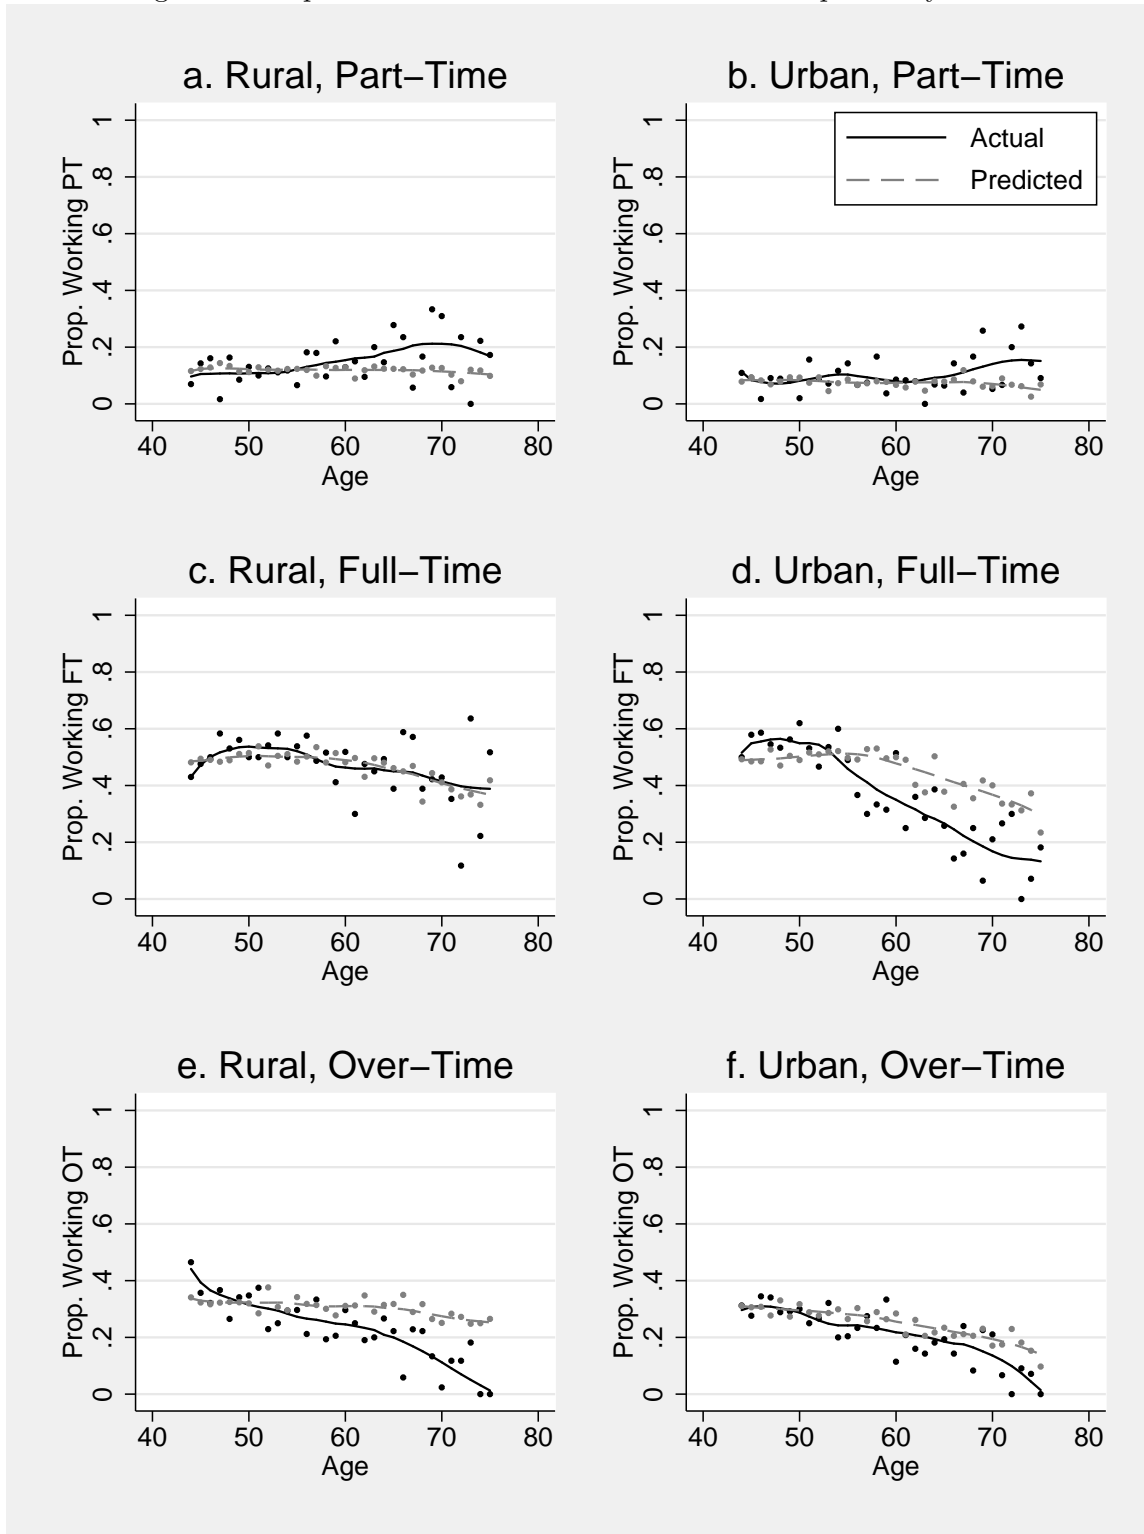 a. Rural, Part−Time
Prop. Working PT
0 .2 .4 .6 .8 1
40 50 60 70 80
Age
b. Urban, Part−Time
Prop. Working PT
0 .2 .4 .6 .8 1
Actual
Predicted
40 50 60 70 80
Age
c. Rural, Full−Time
Prop. Working FT
0 .2 .4 .6 .8 1
40 50 60 70 80
Age
d. Urban, Full−Time
Prop. Working FT
0 .2 .4 .6 .8 1
40 50 60 70 80
Age
e. Rural, Over−Time
Prop. Working OT
0 .2 .4 .6 .8 1
40 50 60 70 80
Age
f. Urban, Over−Time
Prop. Working OT
0 .2 .4 .6 .8 1
40 50 60 70 80
Age